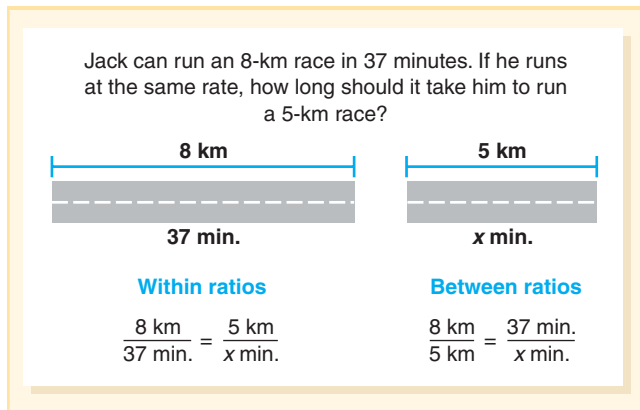 Jack can run an 8-km race in 37 minutes. If he runs
at the same rate, how long should it take him to run
a 5-km race?
8 km
5 km
37 min.
x min.
Within ratios
Between ratios
8 km / 37 min. = 5 km / x min.
8 km / 5 km = 37 min. / x min.